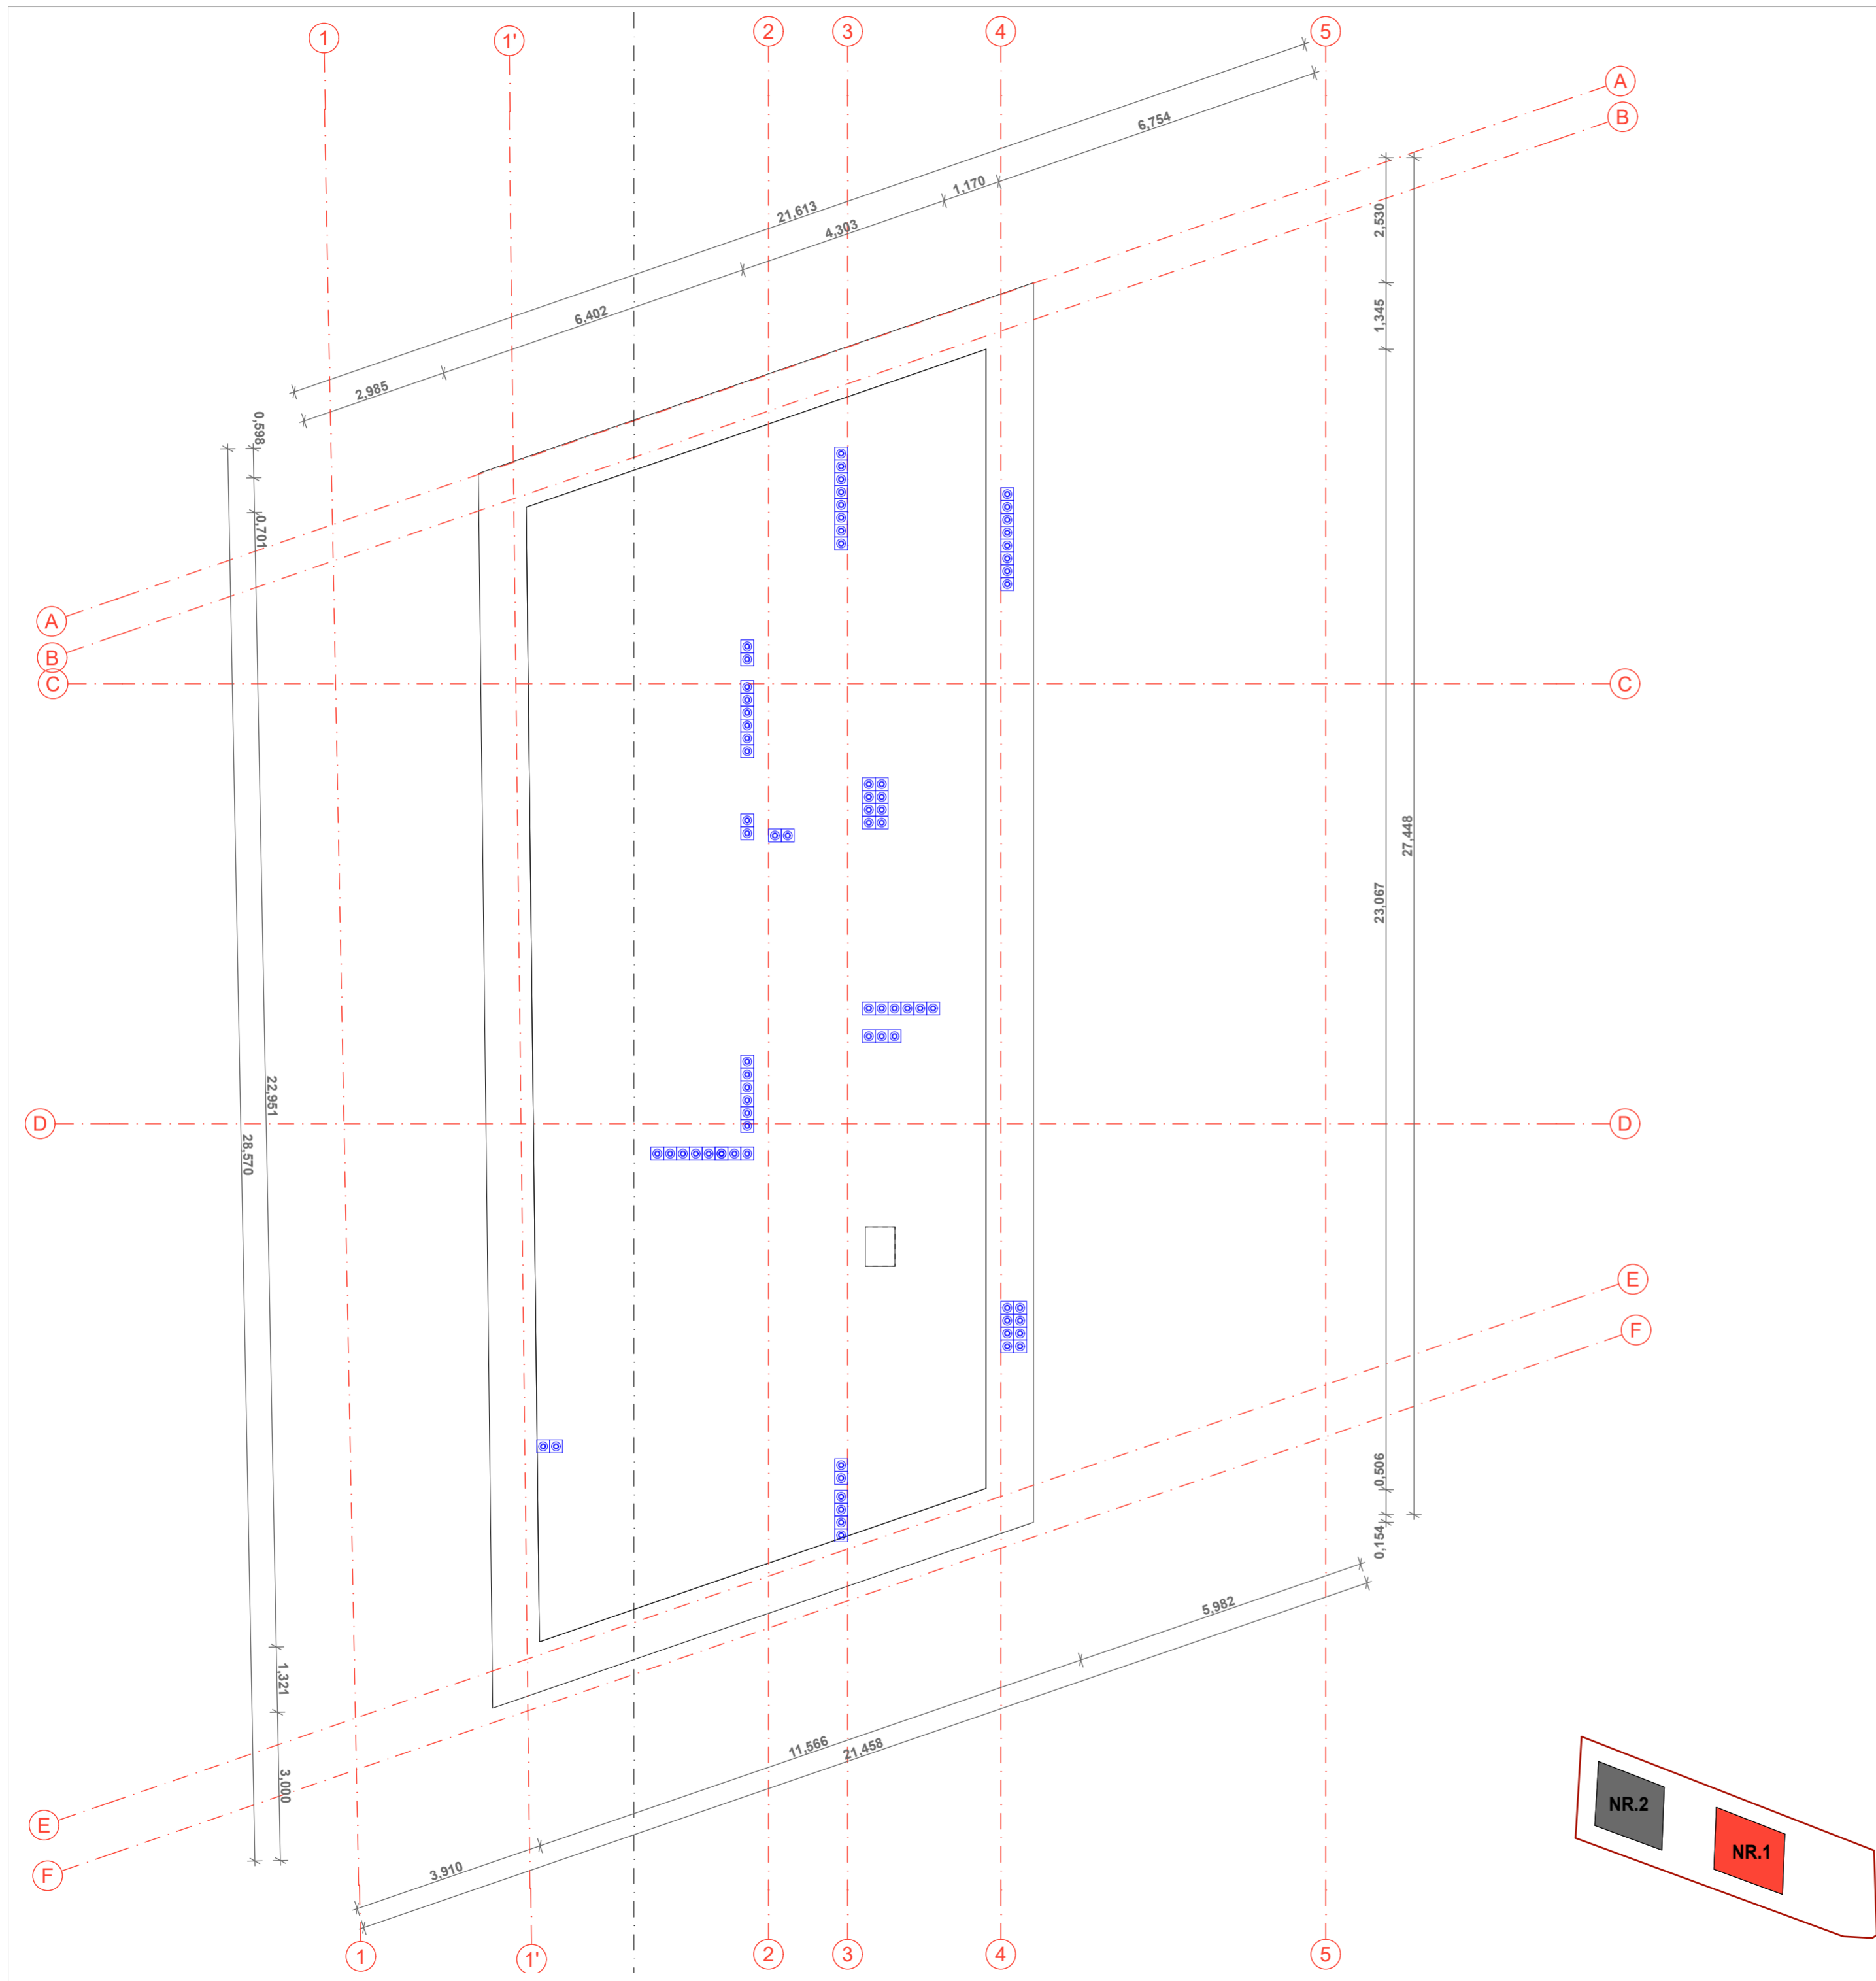 1
1'
2
3
4
5
A
B
6,754
1,170
21,613
4,303
6,402
2,985
2,530
1,345
0,598
0,701
A
B
C
C
27,448
23,067
22,951
28,570
D
D
E
F
0,506
0,154
5,982
1,321
3,000
11,566
21,458
3,910
E
F
NR.2
NR.1
1
1'
2
3
4
5